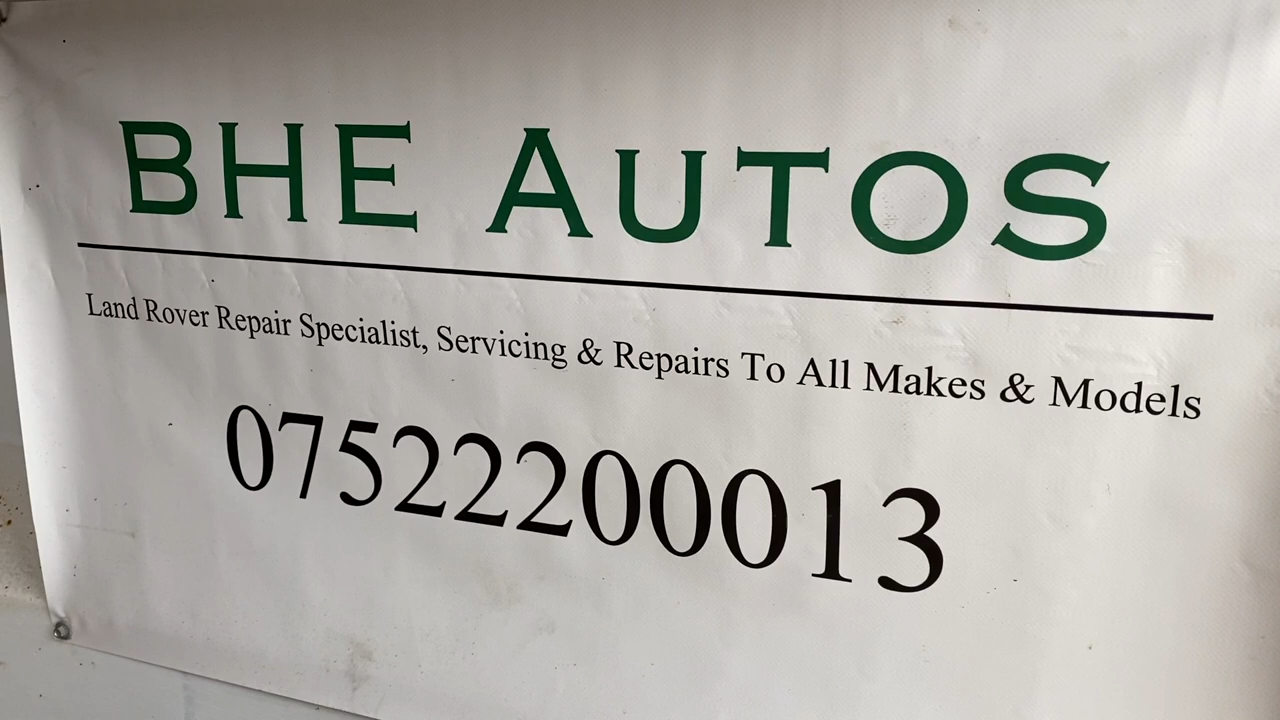 BHE AUTOS
Land Rover Repair Specialist, Servicing & Repairs To All Makes & Models
07522200013